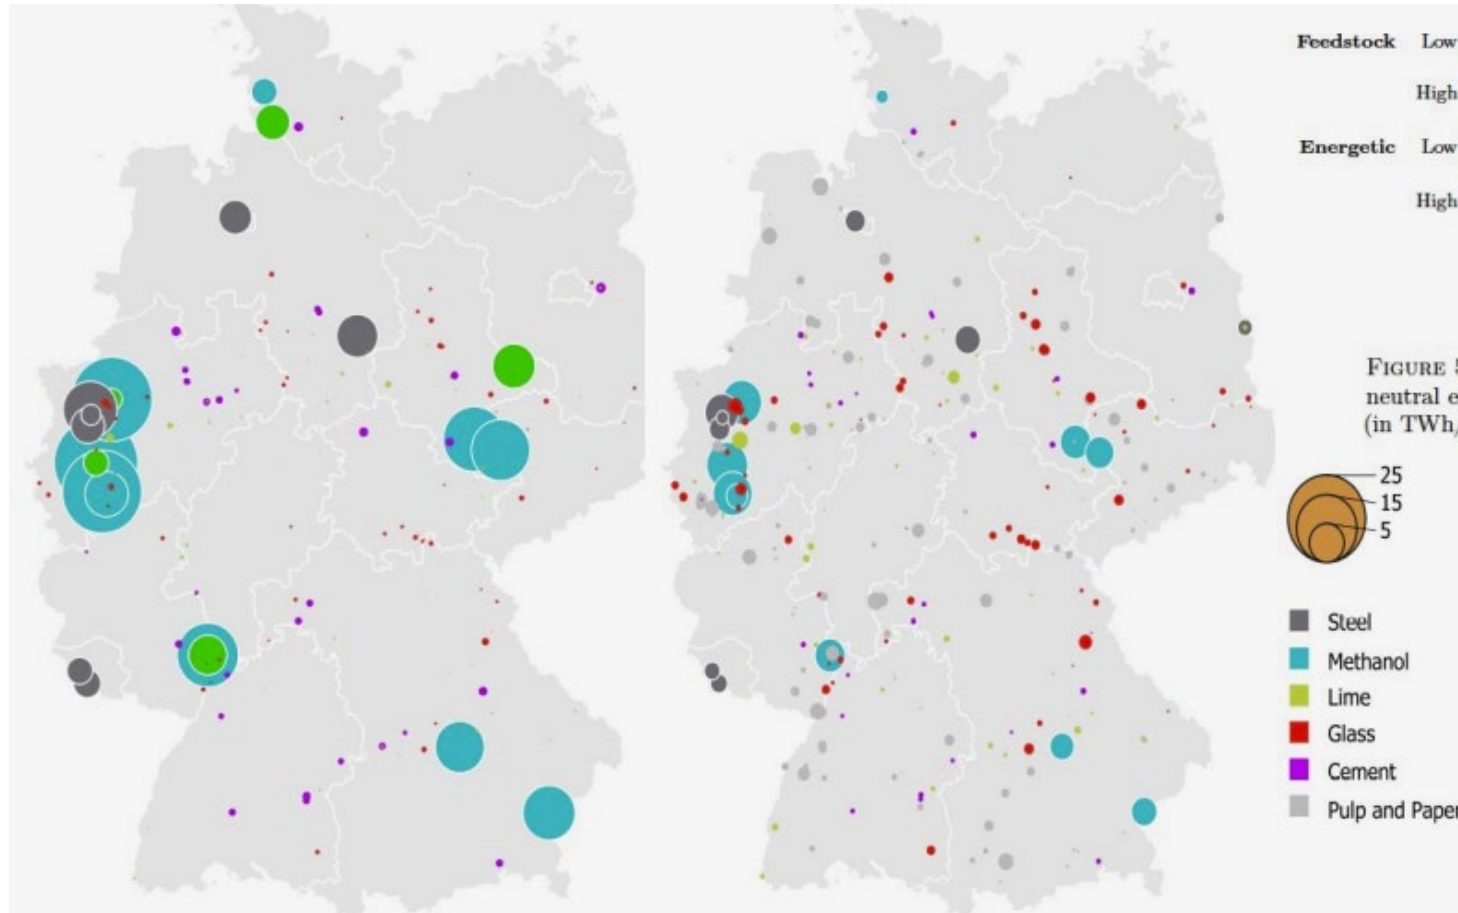 Feedstock Low
High
Energetic Low
High
FIGURE 5
neutral e
(in TWh/
25
15
5
Steel
Methanol
Lime
Glass
Cement
Pulp and Paper